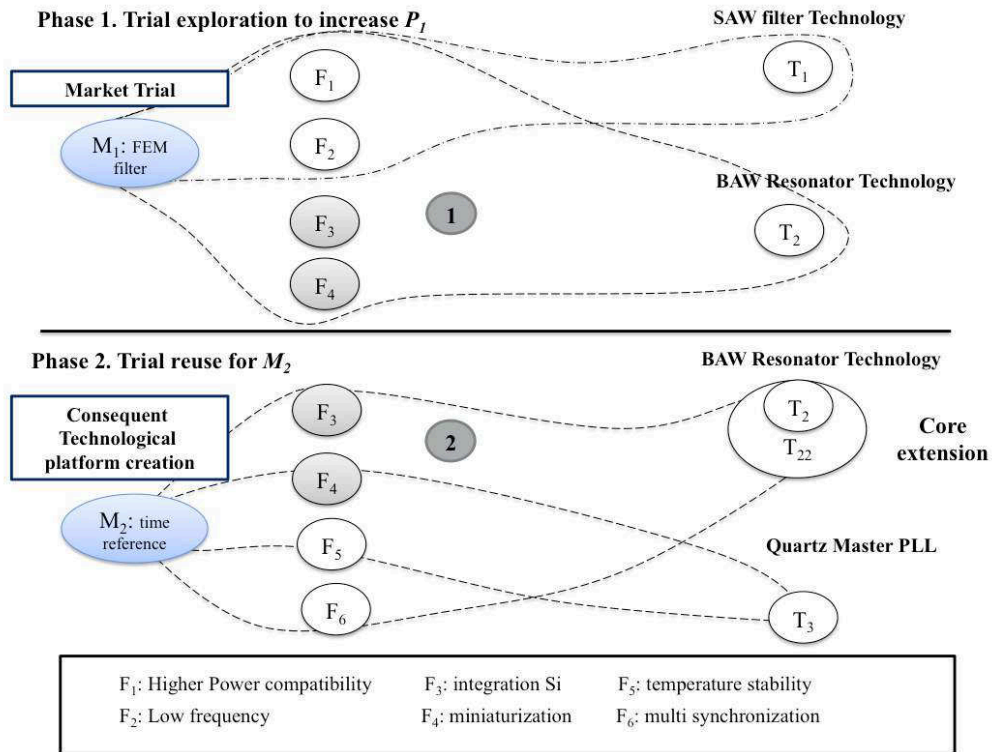 Phase 1. Trial exploration to increase P1
SAW filter Technology
Market Trial
F1
T1
M1: FEM
filter
F2
BAW Resonator Technology
F3
1
T2
F4
Phase 2. Trial reuse for M2
BAW Resonator Technology
Consequent
Technological
platform creation
F3
2
T2
T22
Core
extension
F4
M2: time
reference
F5
Quartz Master PLL
F6
T3
F1: Higher Power compatibility
F3: integration Si
F5: temperature stability
F2: Low frequency
F4: miniaturization
F6: multi synchronization